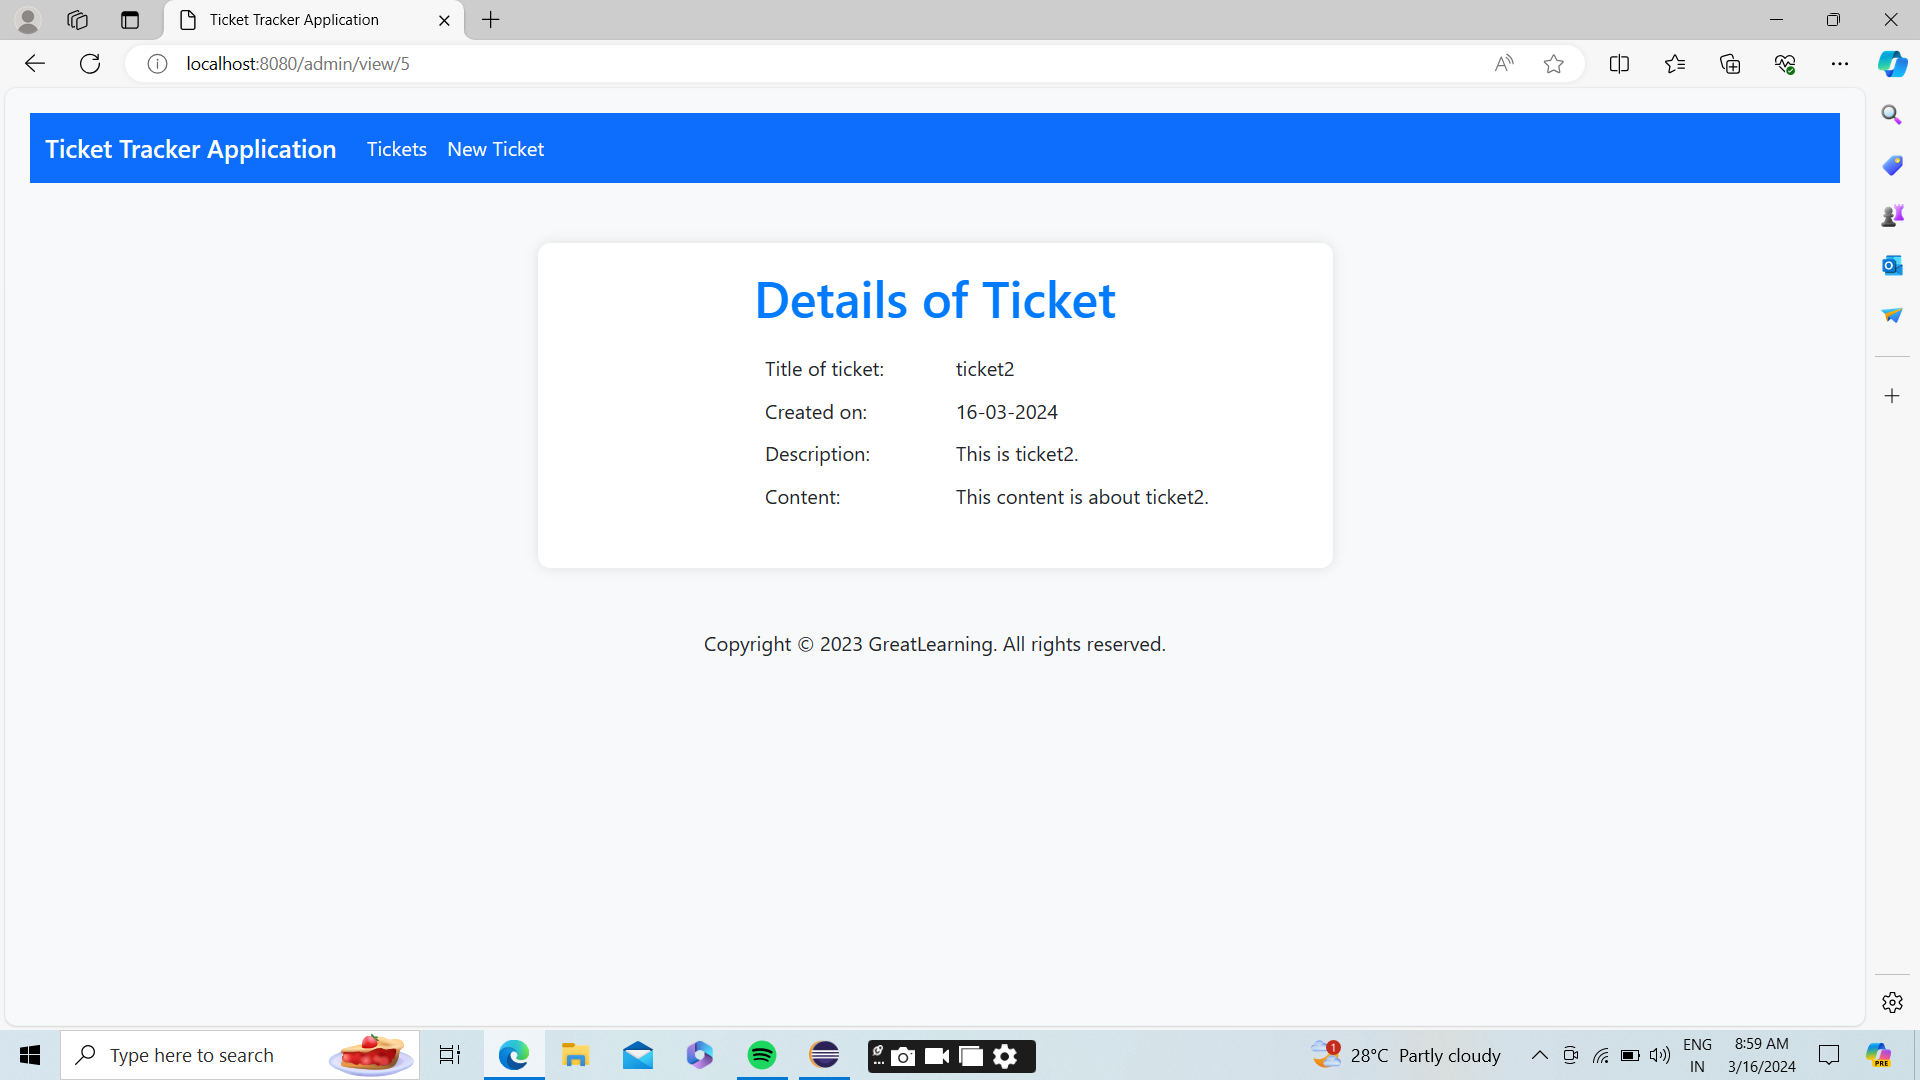 Ticket Tracker Application
localhost:8080/admin/view/5
Ticket Tracker Application Tickets New Ticket
Details of Ticket
Title of ticket: ticket2
Created on: 16-03-2024
Description: This is ticket2.
Content: This content is about ticket2.
Copyright © 2023 GreatLearning. All rights reserved.
Type here to search
1
28°C Partly cloudy
ENG
IN
8:59 AM
3/16/2024
PRE